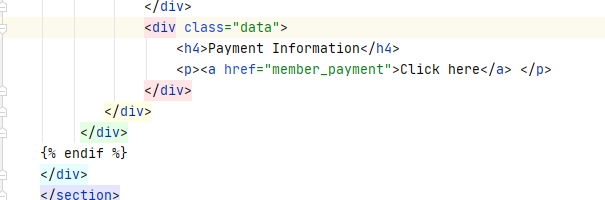 </div>
<div class="data">
<h4>Payment Information</h4>
<p><a href="member_payment">Click here</a> </p>
</div>
</div>
</div>
{% endif %}
</div>
</section>